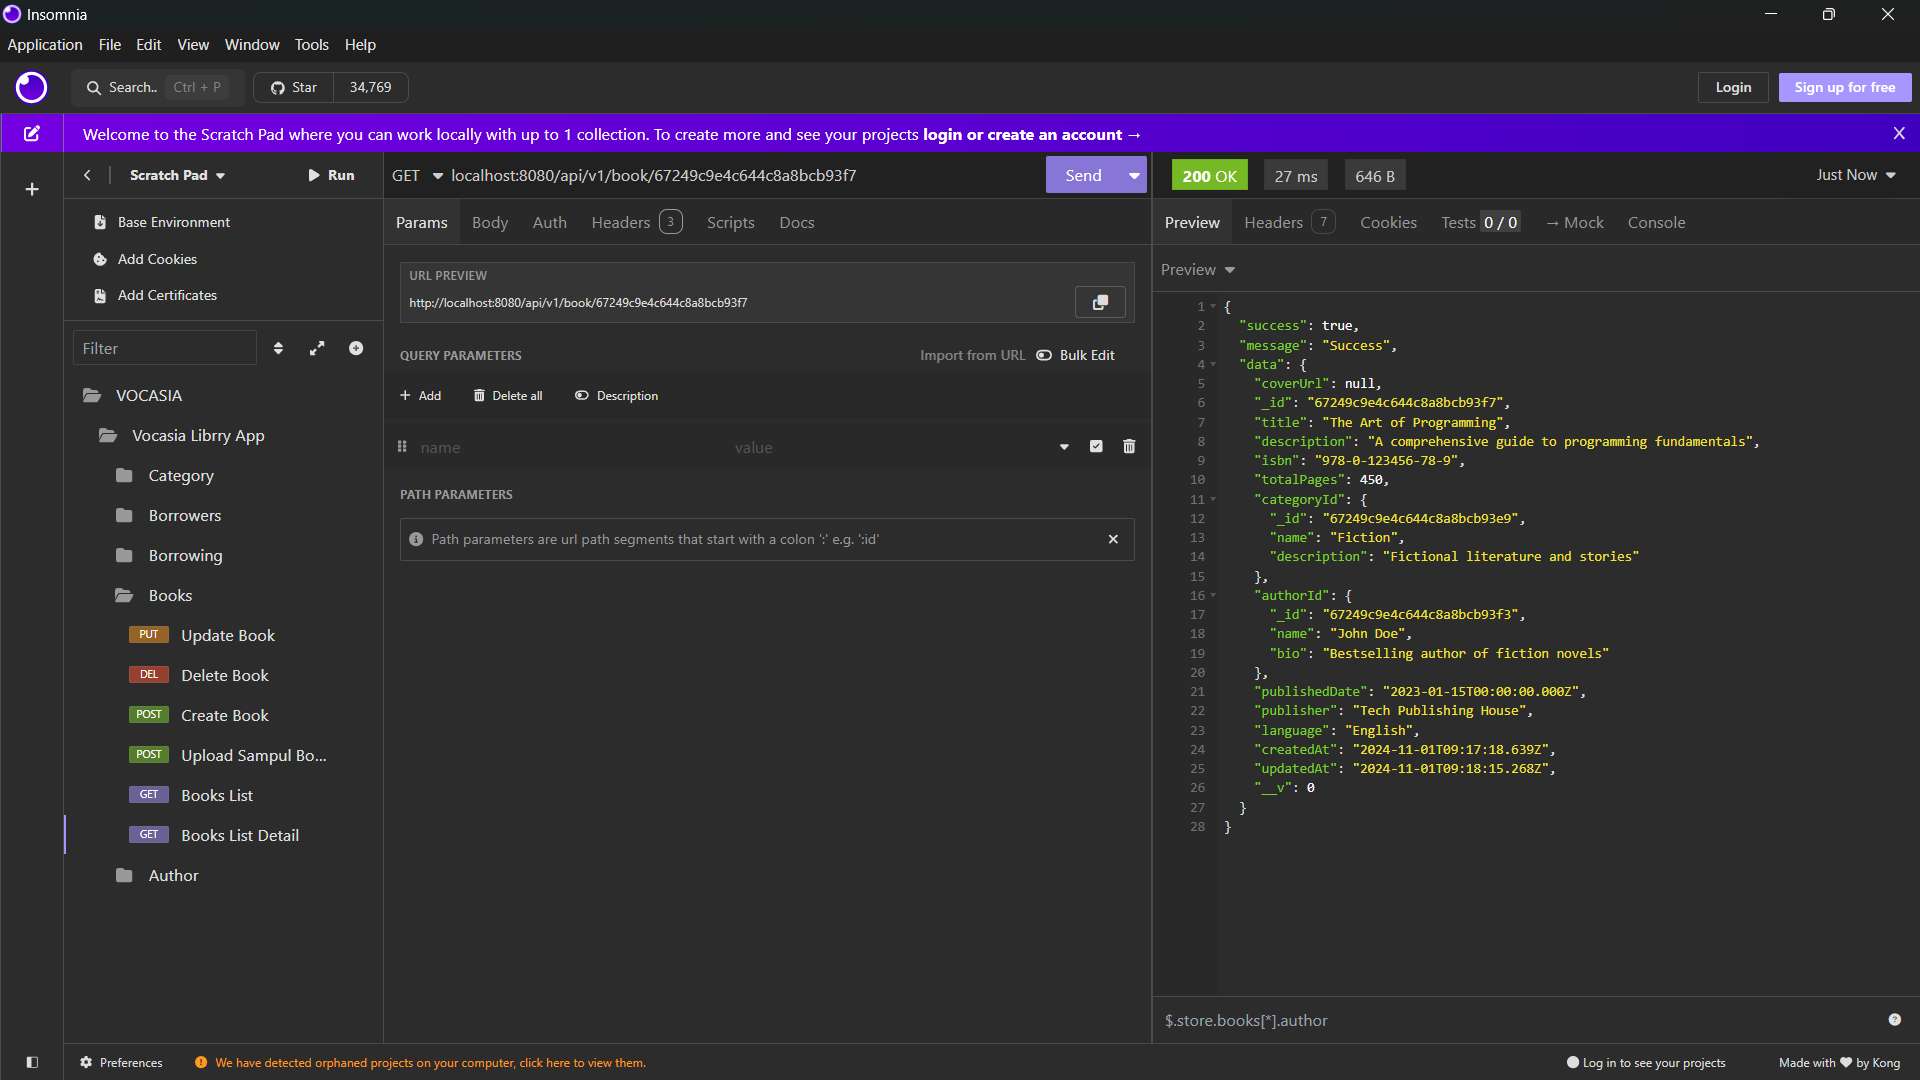 Insomnia
Application File Edit View Window Tools Help
Search.. Ctrl + P Star 34,769 Login Sign up for free
Welcome to the Scratch Pad where you can work locally with up to 1 collection. To create more and see your projects login or create an account → X
Scratch Pad Run
Base Environment
Add Cookies
Add Certificates
Filter
VOCASIA
Vocasia Librry App
Category
Borrowers
Borrowing
Books
PUT Update Book
DEL Delete Book
POST Create Book
POST Upload Sampul Bo...
GET Books List
GET Books List Detail
Author
GET localhost:8080/api/v1/book/67249c9e4c644c8a8bcb93f7 Send
Params Body Auth Headers 3 Scripts Docs
URL PREVIEW
http://localhost:8080/api/v1/book/67249c9e4c644c8a8bcb93f7
QUERY PARAMETERS Import from URL Bulk Edit
+ Add Delete all Description
name value
PATH PARAMETERS
Path parameters are url path segments that start with a colon ':' e.g. ':id'
200 OK 27 ms 646 B Just Now
Preview Headers 7 Cookies Tests 0 / 0 → Mock Console
Preview
1 {
2 "success": true,
3 "message": "Success",
4 "data": {
5 "coverUrl": null,
6 "_id": "67249c9e4c644c8a8bcb93f7",
7 "title": "The Art of Programming",
8 "description": "A comprehensive guide to programming fundamentals",
9 "isbn": "978-0-123456-78-9",
10 "totalPages": 450,
11 "categoryId": {
12 "_id": "67249c9e4c644c8a8bcb93e9",
13 "name": "Fiction",
14 "description": "Fictional literature and stories"
15 },
16 "authorId": {
17 "_id": "67249c9e4c644c8a8bcb93f3",
18 "name": "John Doe",
19 "bio": "Bestselling author of fiction novels"
20 },
21 "publishedDate": "2023-01-15T00:00:00.000Z",
22 "publisher": "Tech Publishing House",
23 "language": "English",
24 "createdAt": "2024-11-01T09:17:18.639Z",
25 "updatedAt": "2024-11-01T09:18:15.268Z",
26 "__v": 0
27 }
28 }
$.store.books[*].author
Preferences We have detected orphaned projects on your computer, click here to view them. Log in to see your projects Made with ♥ by Kong